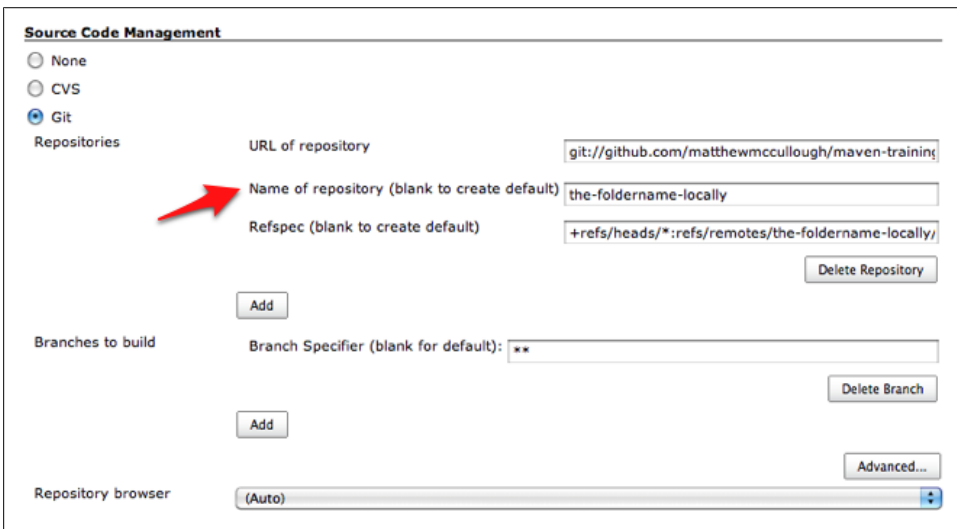 Source Code Management
None
CVS
Git
Repositories
URL of repository
git://github.com/matthewmccullough/maven-training
Name of repository (blank to create default)
the-foldername-locally
Refspec (blank to create default)
+refs/heads/*:refs/remotes/the-foldername-locally/
Delete Repository
Add
Branches to build
Branch Specifier (blank for default):
**
Delete Branch
Add
Advanced...
Repository browser
(Auto)